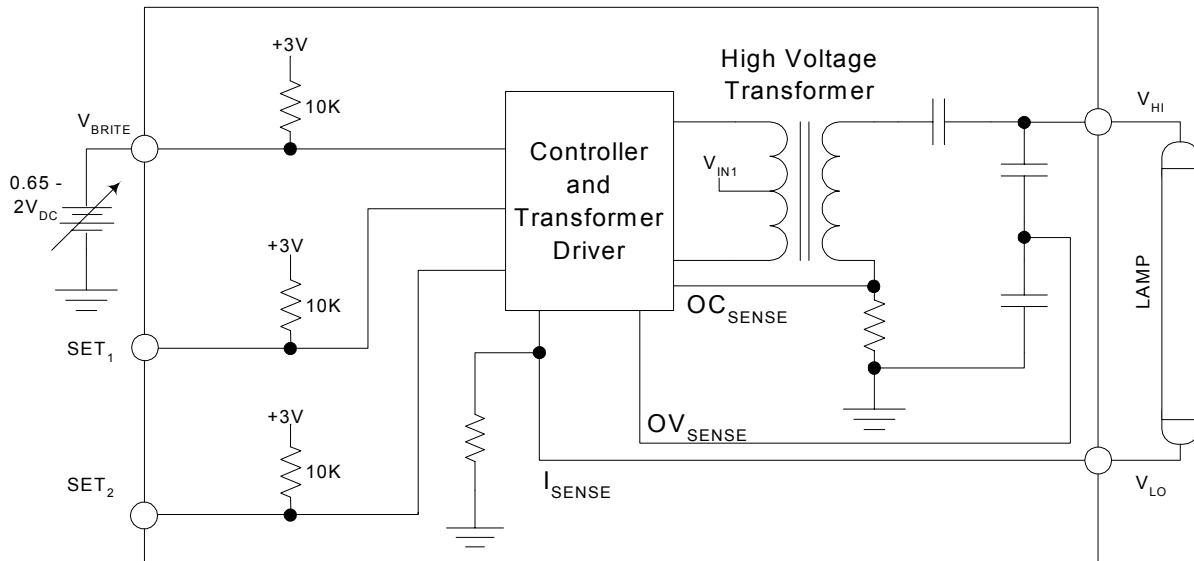 +3V
10K
V_BRITE
0.65 -
2V_DC
+3V
10K
SET_1
+3V
10K
SET_2
Controller
and
Transformer
Driver
High Voltage
Transformer
V_IN1
OC_SENSE
OV_SENSE
I_SENSE
V_HI
LAMP
V_LO